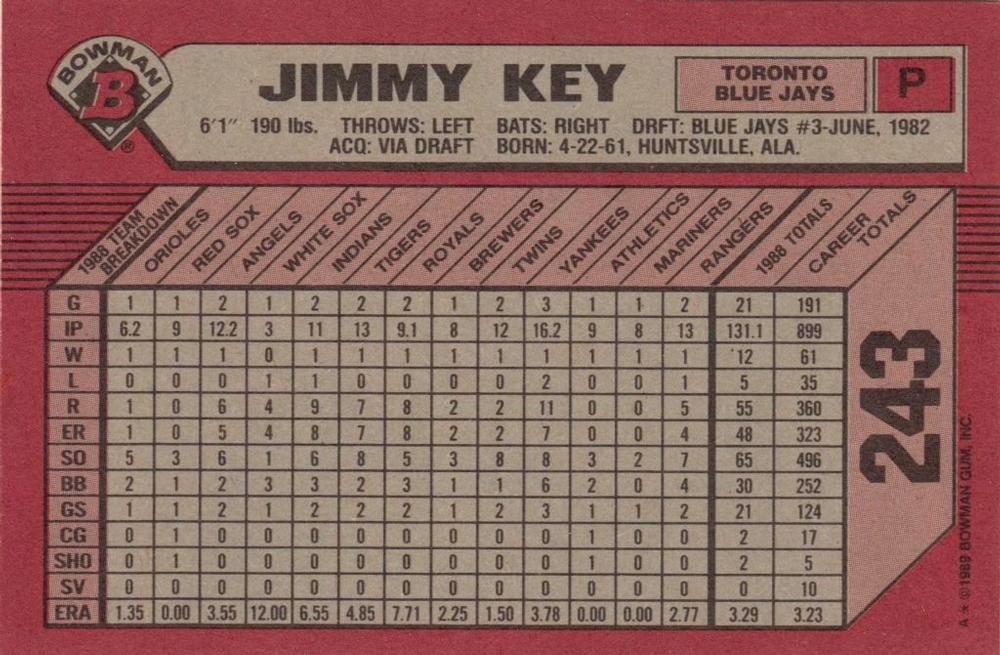 BOWMAN
B
®
JIMMY KEY
TORONTO
BLUE JAYS
P
6'1" 190 lbs. THROWS: LEFT BATS: RIGHT DRFT: BLUE JAYS #3-JUNE, 1982
ACQ: VIA DRAFT BORN: 4-22-61, HUNTSVILLE, ALA.
1988 TEAM BREAKDOWN ORIOLES RED SOX ANGELS WHITE SOX INDIANS TIGERS ROYALS BREWERS TWINS YANKEES ATHLETICS MARINERS RANGERS 1988 TOTALS CAREER TOTALS
G 1 1 2 1 2 2 2 1 2 3 1 1 2 21 191
IP 6.2 9 12.2 3 11 13 9.1 8 12 16.2 9 8 13 131.1 899
W 1 1 1 0 1 1 1 1 1 1 1 1 1 12 61
L 0 0 0 1 1 0 0 0 0 2 0 0 1 5 35
R 1 0 6 4 9 7 8 2 2 11 0 0 5 55 360
ER 1 0 5 4 8 7 8 2 2 7 0 0 4 48 323
SO 5 3 6 1 6 8 5 3 8 8 3 2 7 65 496
BB 2 1 2 3 3 2 3 1 1 6 2 0 4 30 252
GS 1 1 2 1 2 2 2 1 2 3 1 1 2 21 124
CG 0 1 0 0 0 0 0 0 0 0 1 0 0 2 17
SHO 0 1 0 0 0 0 0 0 0 0 1 0 0 2 5
SV 0 0 0 0 0 0 0 0 0 0 0 0 0 0 10
ERA 1.35 0.00 3.55 12.00 6.55 4.85 7.71 2.25 1.50 3.78 0.00 0.00 2.77 3.29 3.23
243
A * ©1989 BOWMAN GUM, INC.